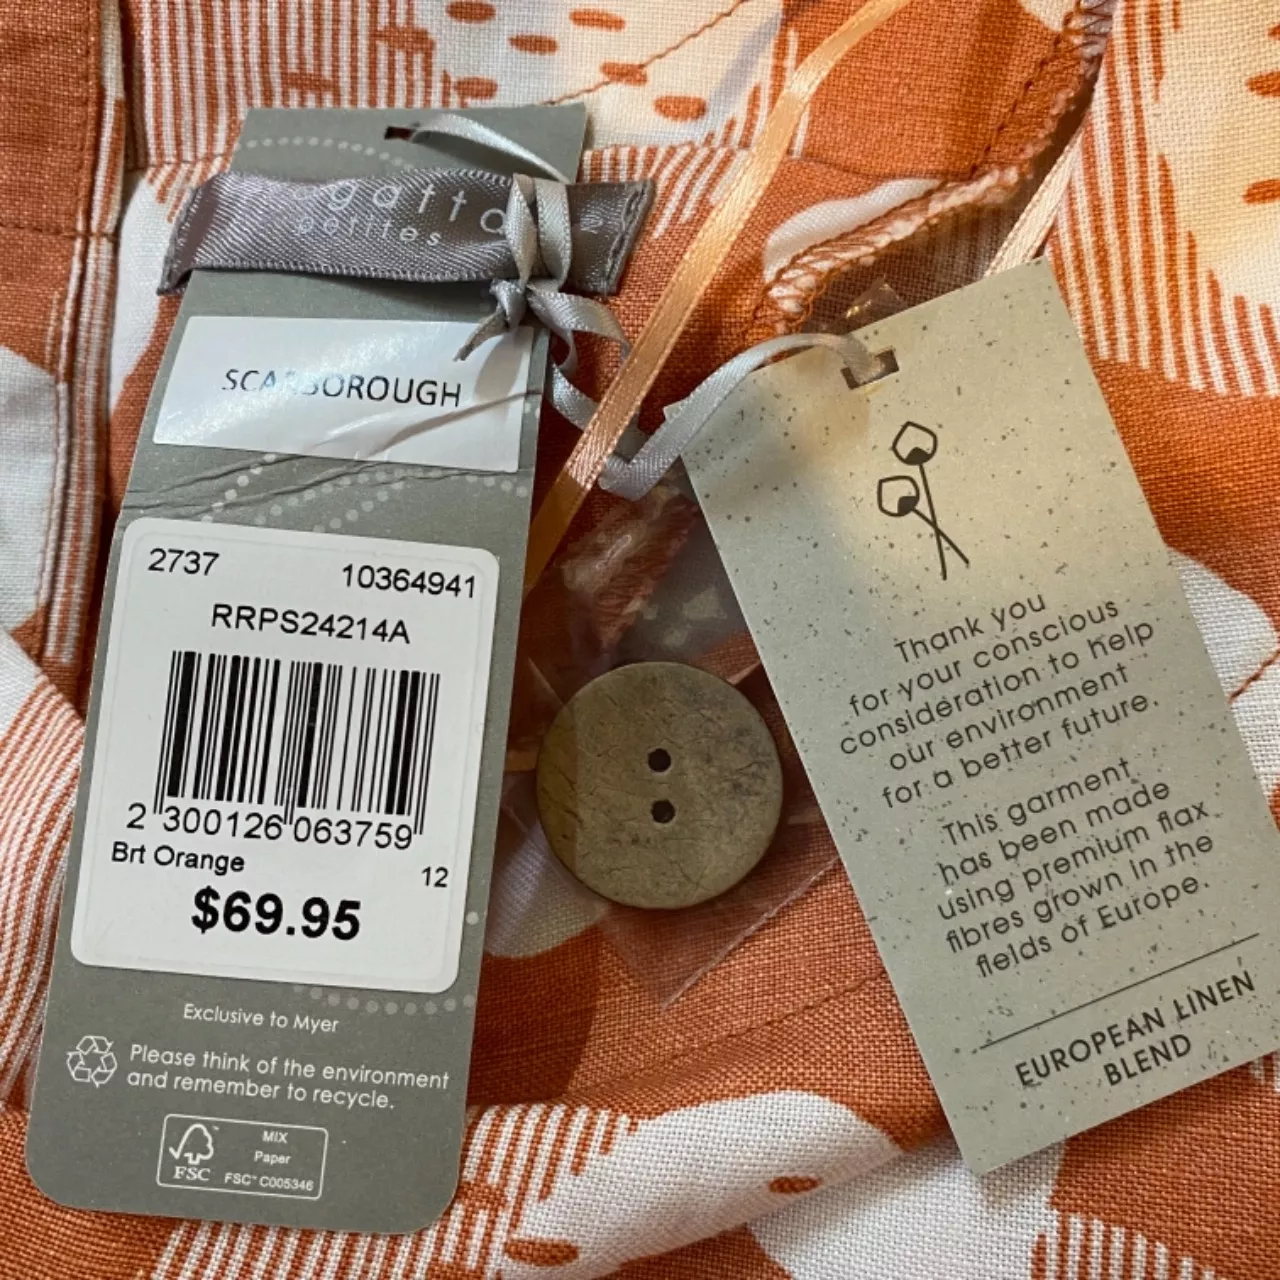 petites
SCARBOROUGH
2737 10364941
RRPS24214A
2 300126 063759
Brt Orange
12
$69.95
Exclusive to Myer
Please think of the environment
and remember to recycle.
MIX
Paper
FSC
FSC™ C005346
Thank you
for your conscious
consideration to help
our environment
for a better future.
This garment
has been made
using premium flax
fibres grown in the
fields of Europe.
EUROPEAN LINEN
BLEND